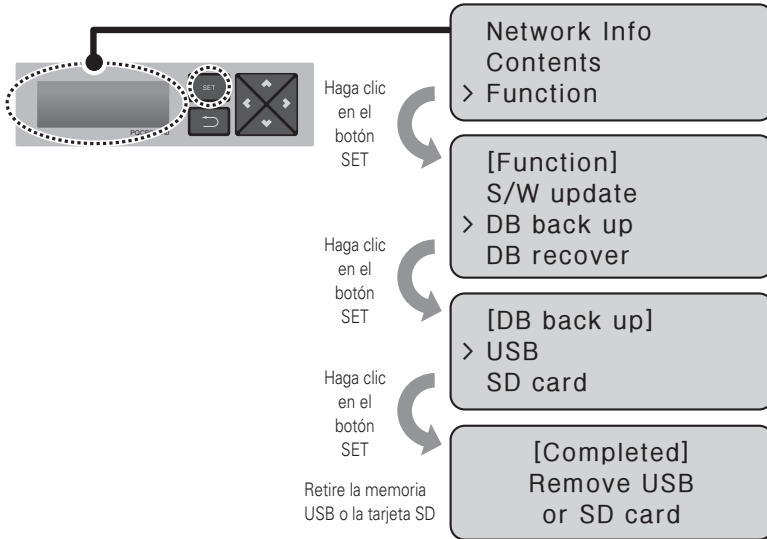 Network Info
Contents
> Function
SET
Haga clic
en el
botón
SET
[Function]
S/W update
> DB back up
DB recover
Haga clic
en el
botón
SET
[DB back up]
> USB
SD card
Haga clic
en el
botón
SET
[Completed]
Remove USB
or SD card
Retire la memoria
USB o la tarjeta SD